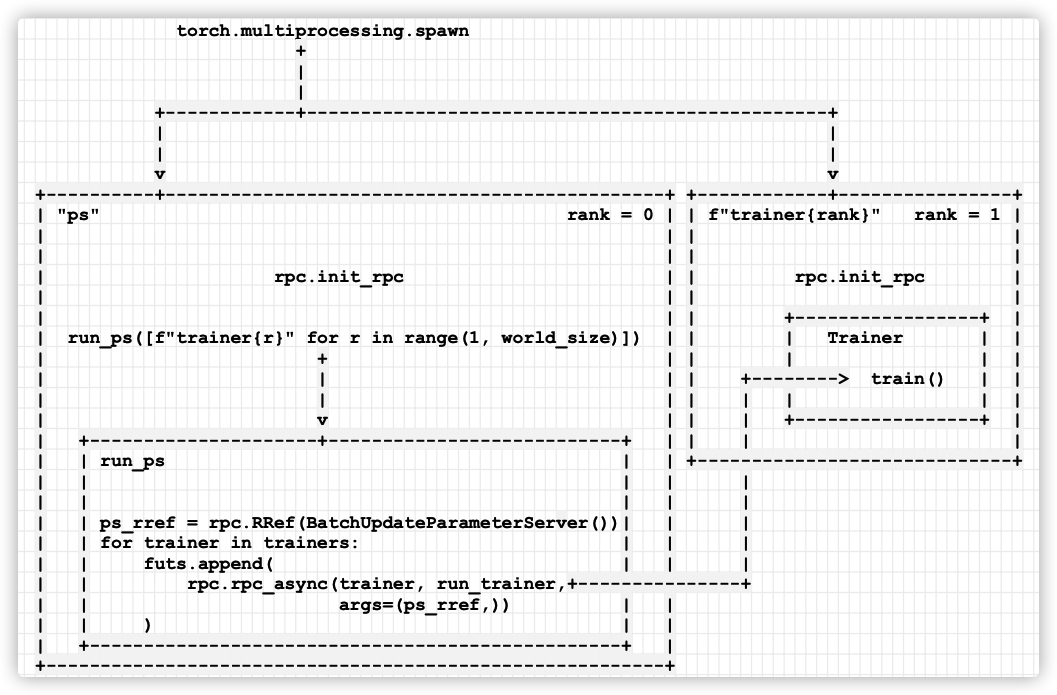 torch.multiprocessing.spawn
"ps" rank = 0
f"trainer{rank}" rank = 1
rpc.init_rpc
rpc.init_rpc
run_ps([f"trainer{r}" for r in range(1, world_size)])
Trainer
train()
run_ps
ps_rref = rpc.RRef(BatchUpdateParameterServer())
for trainer in trainers:
futs.append(
rpc.rpc_async(trainer, run_trainer,
args=(ps_rref,))
)